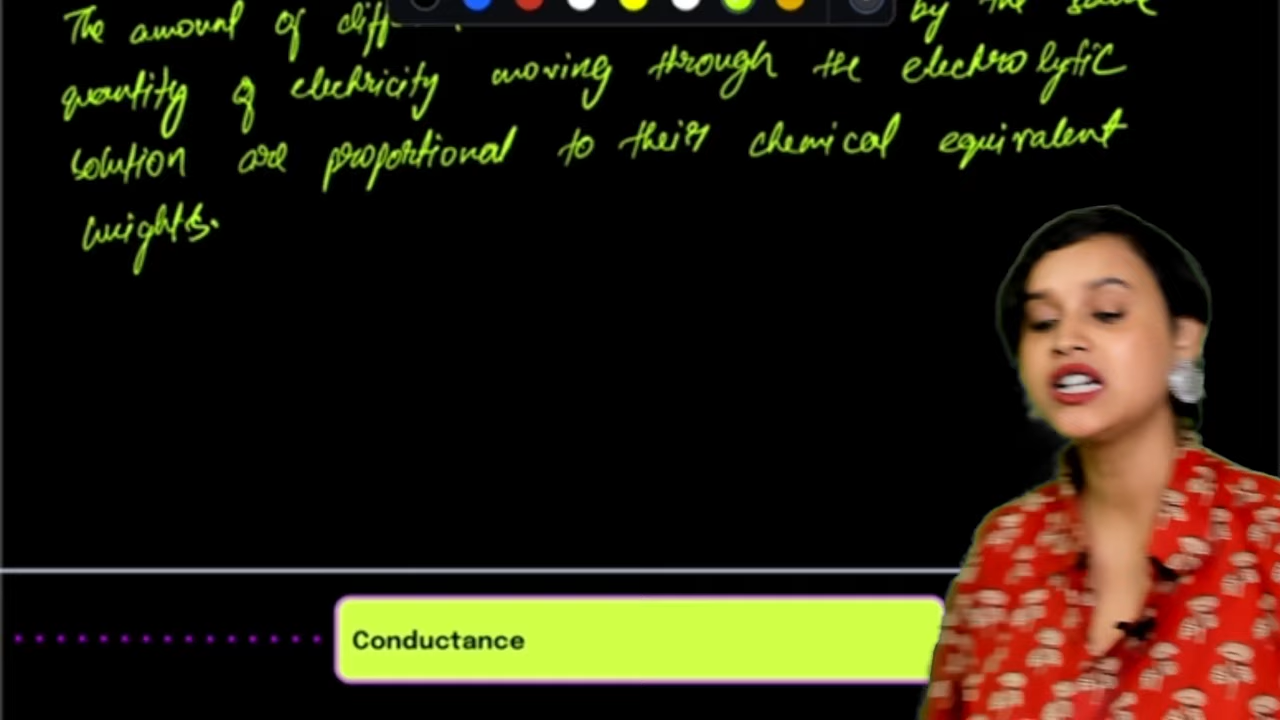 The amount of by the same
quantity of electricity moving through the electrolytic
solution are proportional to their chemical equivalent
weights.
Conductance